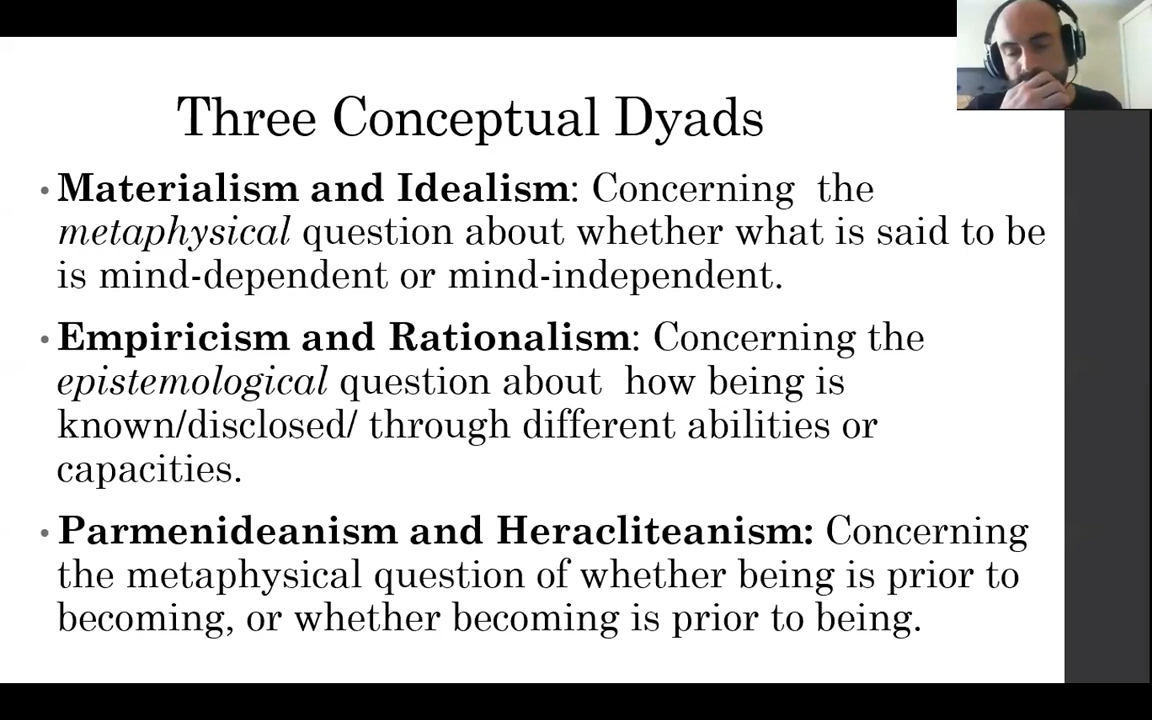 Three Conceptual Dyads
• Materialism and Idealism: Concerning  the
metaphysical question about whether what is said to be
is mind-dependent or mind-independent.
• Empiricism and Rationalism: Concerning the
epistemological question about  how being is
known/disclosed/ through different abilities or
capacities.
• Parmenideanism and Heracliteanism: Concerning
the metaphysical question of whether being is prior to
becoming, or whether becoming is prior to being.